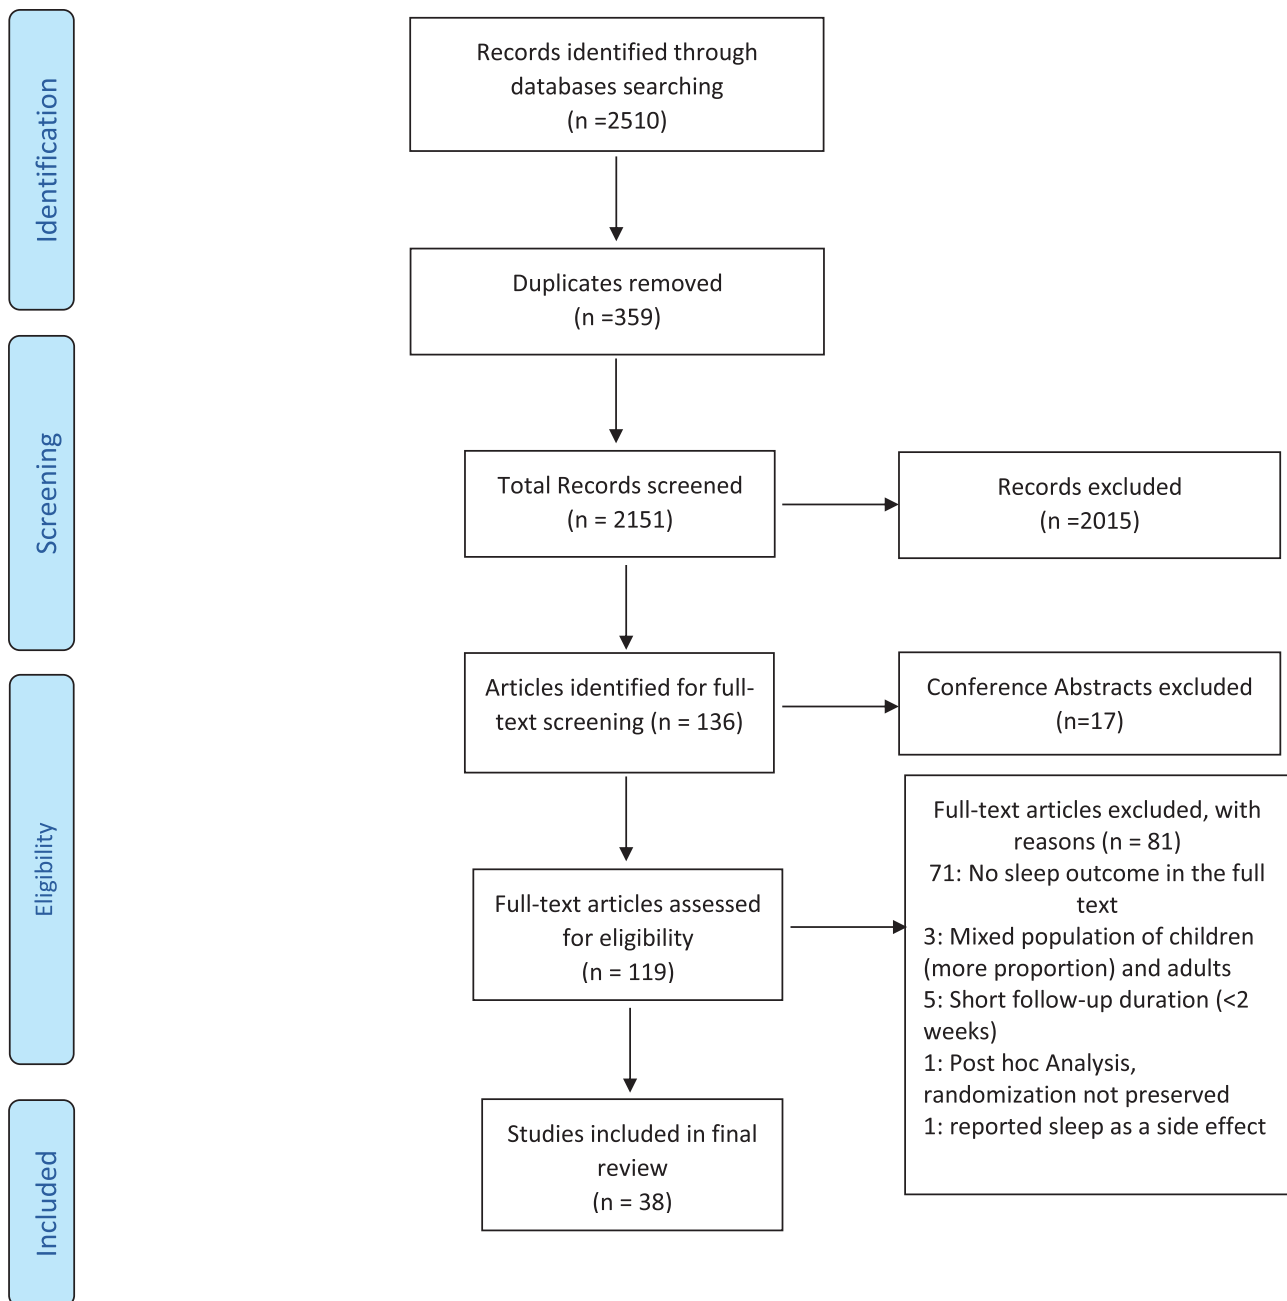 Identification
Records identified through
databases searching
(n =2510)
Duplicates removed
(n =359)
Screening
Total Records screened
(n = 2151)
Records excluded
(n =2015)
Articles identified for full-
text screening (n = 136)
Conference Abstracts excluded
(n=17)
Eligibility
Full-text articles assessed
for eligibility
(n = 119)
Full-text articles excluded, with
reasons (n = 81)
71: No sleep outcome in the full
text
3: Mixed population of children
(more proportion) and adults
5: Short follow-up duration (<2
weeks)
1: Post hoc Analysis,
randomization not preserved
1: reported sleep as a side effect
Included
Studies included in final
review
(n = 38)